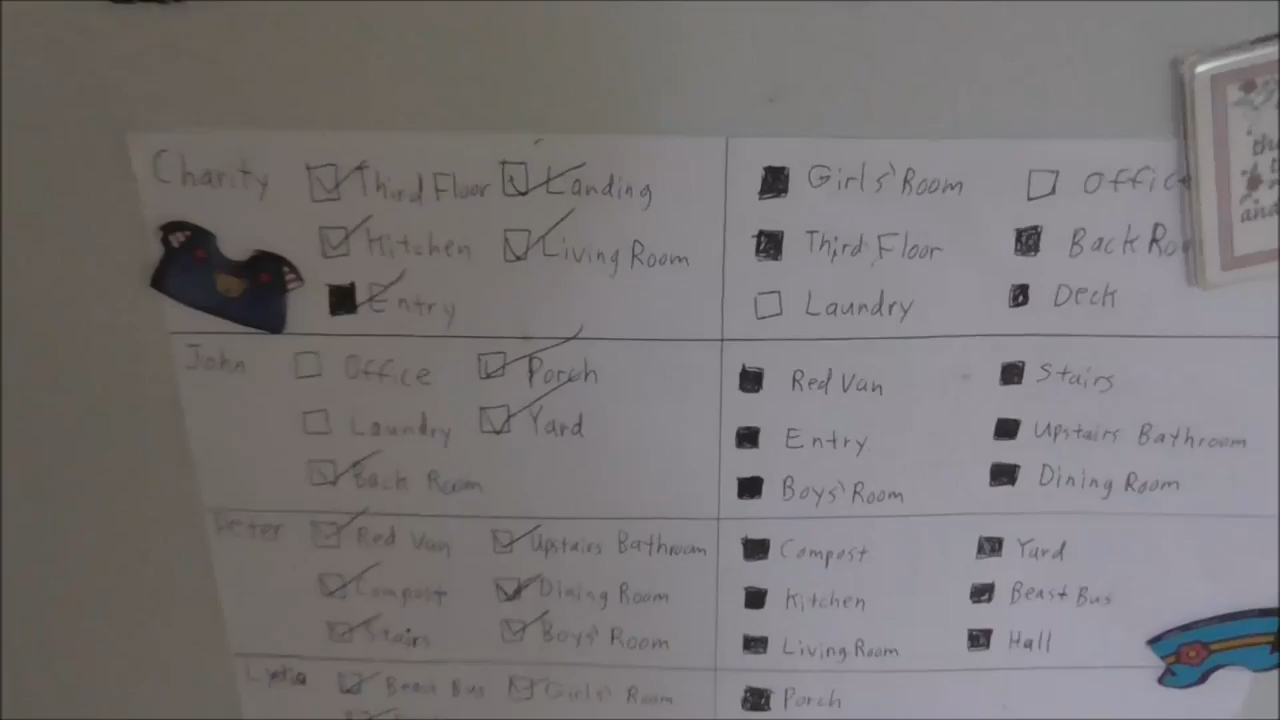 Charity Third Floor Landing Girls' Room Office
Kitchen Living Room Third Floor Back Ro
Entry Laundry Deck
John Office Porch Red Van Stairs
Laundry Yard Entry Upstairs Bathroom
Back Room Boys' Room Dining Room
Peter Red Van Upstairs Bathroom Compost Yard
Compost Dining Room Kitchen Beast Bus
Stairs Boys' Room Living Room Hall
Lydia Beast Bus Girls' Room Porch
and